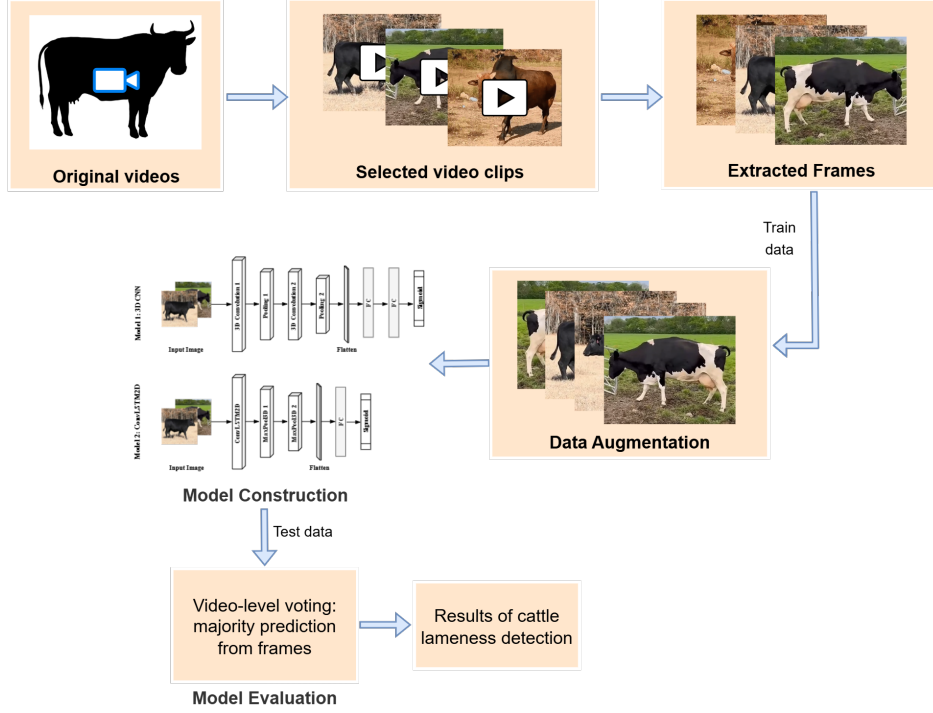 Original videos
Selected video clips
Extracted Frames
Train
data
Data Augmentation
Model 1: 3D CNN
Input Image
3D Convolution 1
Pooling 1
3D Convolution 2
Pooling 2
Flatten
FC
FC
Sigmoid
Model 2: ConvLSTM2D
Input Image
ConvLSTM2D
MaxPool3D 1
MaxPool3D 2
Flatten
FC
Sigmoid
Model Construction
Test data
Video-level voting:
majority prediction
from frames
Model Evaluation
Results of cattle
lameness detection